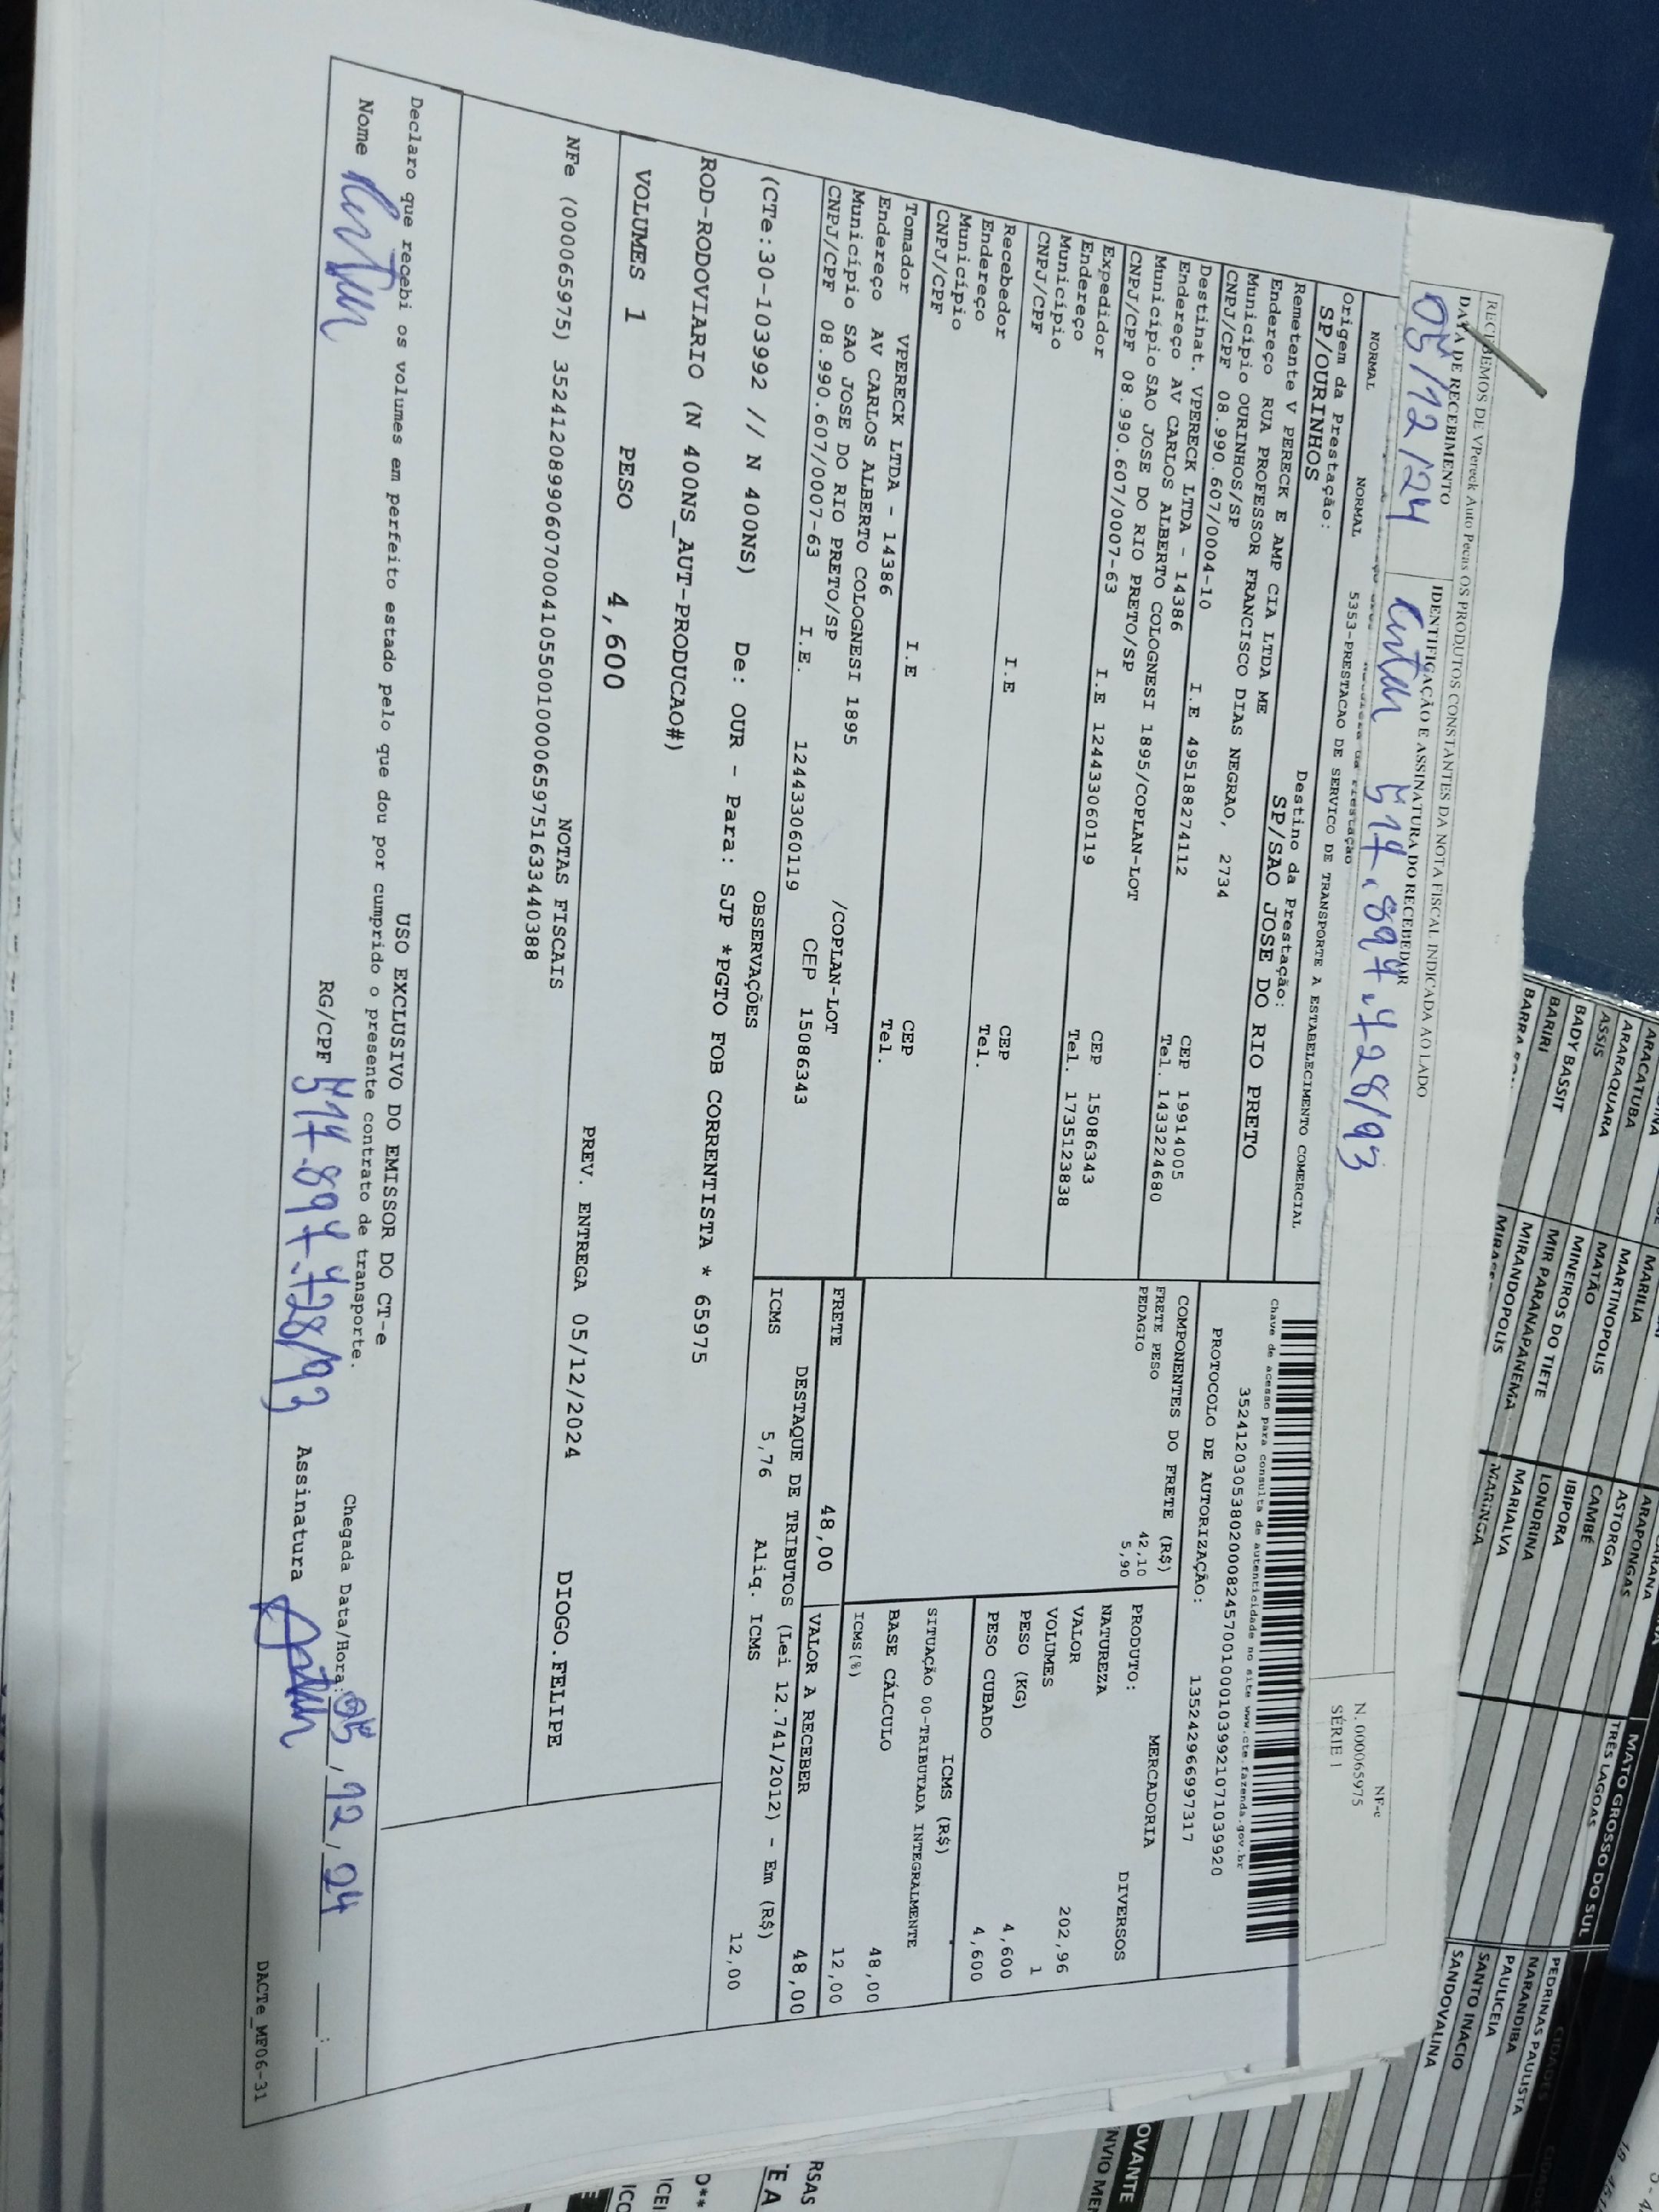 RECEBEMOS DE VPereck Auto Pecas OS PRODUTOS CONSTANTES DA NOTA FISCAL INDICADA AO LADO
DATA DE RECEBIMENTO
IDENTIFICAÇÃO E ASSINATURA DO RECEBEDOR
05/12/24
517.897.728/93
NF-e
N. 000065975
SÉRIE 1
NORMAL NORMAL 5353-PRESTACAO DE SERVICO DE TRANSPORTE A ESTABELECIMENTO COMERCIAL
Origem da Prestação: Destino da Prestação:
SP/OURINHOS SP/SAO JOSE DO RIO PRETO
Remetente V PERECK E AMP CIA LTDA ME
Endereço RUA PROFESSOR FRANCISCO DIAS NEGRAO, 2734
Município OURINHOS/SP CEP 19914005
CNPJ/CPF 08.990.607/0004-10 I.E 495188274112 Tel. 1433224680
Destinat. VPERECK LTDA - 14386
Endereço AV CARLOS ALBERTO COLOGNESI 1895/COPLAN-LOT
Município SAO JOSE DO RIO PRETO/SP CEP 15086343
CNPJ/CPF 08.990.607/0007-63 I.E 124433060119 Tel. 1735123838
Expedidor
Endereço
Município CEP
CNPJ/CPF I.E Tel.
Recebedor
Endereço
Município CEP
CNPJ/CPF I.E Tel.
Tomador VPERECK LTDA - 14386
Endereço AV CARLOS ALBERTO COLOGNESI 1895 /COPLAN-LOT
Município SAO JOSE DO RIO PRETO/SP
CNPJ/CPF 08.990.607/0007-63 I.E. 124433060119 CEP 15086343
Chave de acesso para consulta de autenticidade no site www.cte.fazenda.gov.br
35241203053802000824570010001039921071039920
PROTOCOLO DE AUTORIZAÇÃO: 135242966997317
COMPONENTES DO FRETE (R$)
FRETE PESO 42,10
PEDAGIO 5,90
MERCADORIA
PRODUTO: DIVERSOS
NATUREZA
VALOR 202,96
VOLUMES 1
PESO (KG) 4,600
PESO CUBADO 4,600
ICMS (R$)
SITUAÇÃO 00-TRIBUTADA INTEGRALMENTE
BASE CÁLCULO 48,00
ICMS(%) 12,00
FRETE 48,00
VALOR A RECEBER 48,00
DESTAQUE DE TRIBUTOS (Lei 12.741/2012) - Em (R$)
ICMS 5,76 Aliq. ICMS 12,00
OBSERVAÇÕES
(CTe:30-103992 // N 400NS) De: OUR - Para: SJP *PGTO FOB CORRENTISTA * 65975
ROD-RODOVIARIO (N 400NS_AUT-PRODUCAO#)
VOLUMES 1 PESO 4,600 PREV. ENTREGA 05/12/2024 DIOGO.FELIPE
NOTAS FISCAIS
NFe (000065975) 35241208990607000410550010000659751633440388
USO EXCLUSIVO DO EMISSOR DO CT-e
Declaro que recebi os volumes em perfeito estado pelo que dou por cumprido o presente contrato de transporte.
Chegada Data/Hora: 05/12/24 ___:___
Nome RG/CPF 517.897.728/93 Assinatura
DACTe_MF06-31
ARACATUBA
ARARAQUARA
ASSIS
BADY BASSIT
BARIRI
MARILIA
MARTINOPOLIS
MATÃO
MINEIROS DO TIETE
MIR PARANAPANEMA
MIRANDOPOLIS
ARAPONGAS
ASTORGA
CAMBÉ
IBIPORA
LONDRINA
MARIALVA
MARINGA
MATO GROSSO DO SUL
TRES LAGOAS
CIDADES
PEDRINAS PAULISTA
NARANDIBA
PAULICEIA
SANTO INACIO
SANDOVALINA